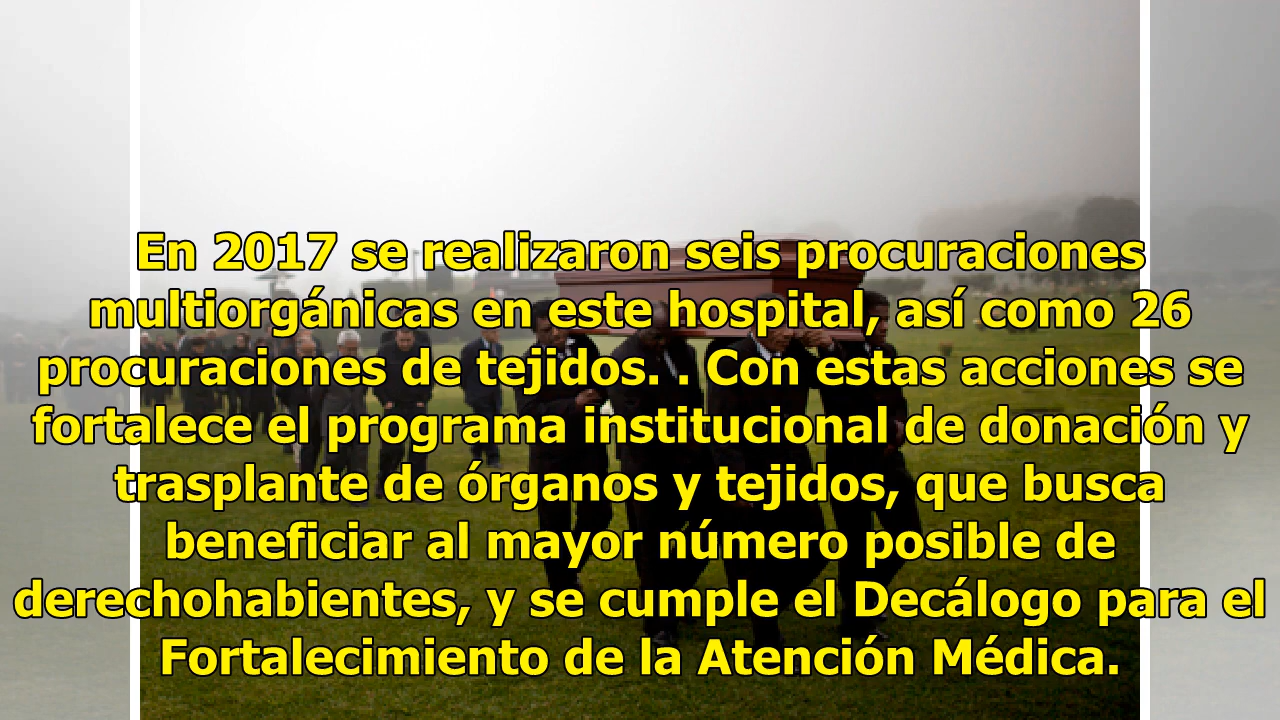 En 2017 se realizaron seis procuraciones
multiorgánicas en este hospital, así como 26
procuraciones de tejidos. . Con estas acciones se
fortalece el programa institucional de donación y
trasplante de órganos y tejidos, que busca
beneficiar al mayor número posible de
derechohabientes, y se cumple el Decálogo para el
Fortalecimiento de la Atención Médica.